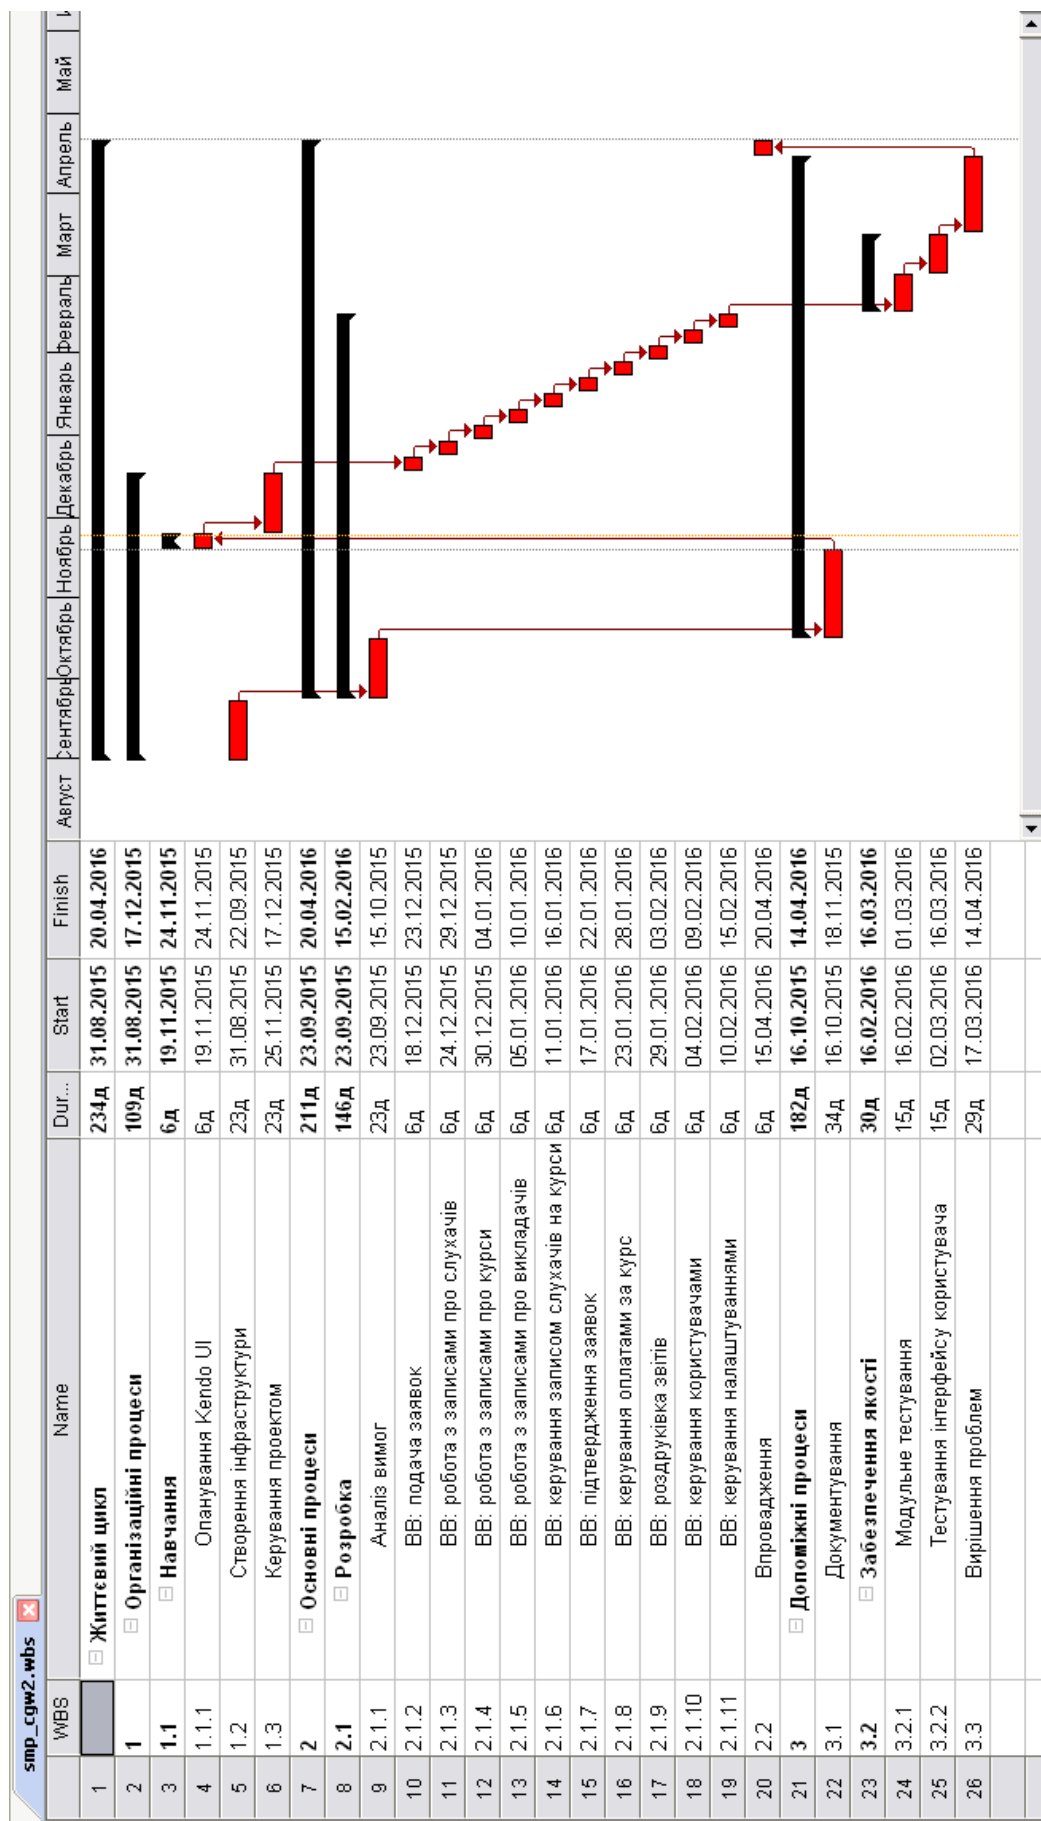 smp_cgw2.wbs
WBS Name Dur... Start Finish Август Сентябрь Октябрь Ноябрь Декабрь Январь Февраль Март Апрель Май
1 Життєвий цикл 234д 31.08.2015 20.04.2016
2 1 Організаційні процеси 109д 31.08.2015 17.12.2015
3 1.1 Навчання 6д 19.11.2015 24.11.2015
4 1.1.1 Опанування Kendo UI 6д 19.11.2015 24.11.2015
5 1.2 Створення інфраструктури 23д 31.08.2015 22.09.2015
6 1.3 Керування проектом 23д 25.11.2015 17.12.2015
7 2 Основні процеси 211д 23.09.2015 20.04.2016
8 2.1 Розробка 146д 23.09.2015 15.02.2016
9 2.1.1 Аналіз вимог 23д 23.09.2015 15.10.2015
10 2.1.2 ВВ: подача заявок 6д 18.12.2015 23.12.2015
11 2.1.3 ВВ: робота з записами про слухачів 6д 24.12.2015 29.12.2015
12 2.1.4 ВВ: робота з записами про курси 6д 30.12.2015 04.01.2016
13 2.1.5 ВВ: робота з записами про викладачів 6д 05.01.2016 10.01.2016
14 2.1.6 ВВ: керування записом слухачів на курси 6д 11.01.2016 16.01.2016
15 2.1.7 ВВ: підтвердження заявок 6д 17.01.2016 22.01.2016
16 2.1.8 ВВ: керування оплатами за курс 6д 23.01.2016 28.01.2016
17 2.1.9 ВВ: роздруківка звітів 6д 29.01.2016 03.02.2016
18 2.1.10 ВВ: керування користувачами 6д 04.02.2016 09.02.2016
19 2.1.11 ВВ: керування налаштуваннями 6д 10.02.2016 15.02.2016
20 2.2 Впровадження 6д 15.04.2016 20.04.2016
21 3 Допоміжні процеси 182д 16.10.2015 14.04.2016
22 3.1 Документування 34д 16.10.2015 18.11.2015
23 3.2 Забезпечення якості 30д 16.02.2016 16.03.2016
24 3.2.1 Модульне тестування 15д 16.02.2016 01.03.2016
25 3.2.2 Тестування інтерфейсу користувача 15д 02.03.2016 16.03.2016
26 3.3 Вирішення проблем 29д 17.03.2016 14.04.2016